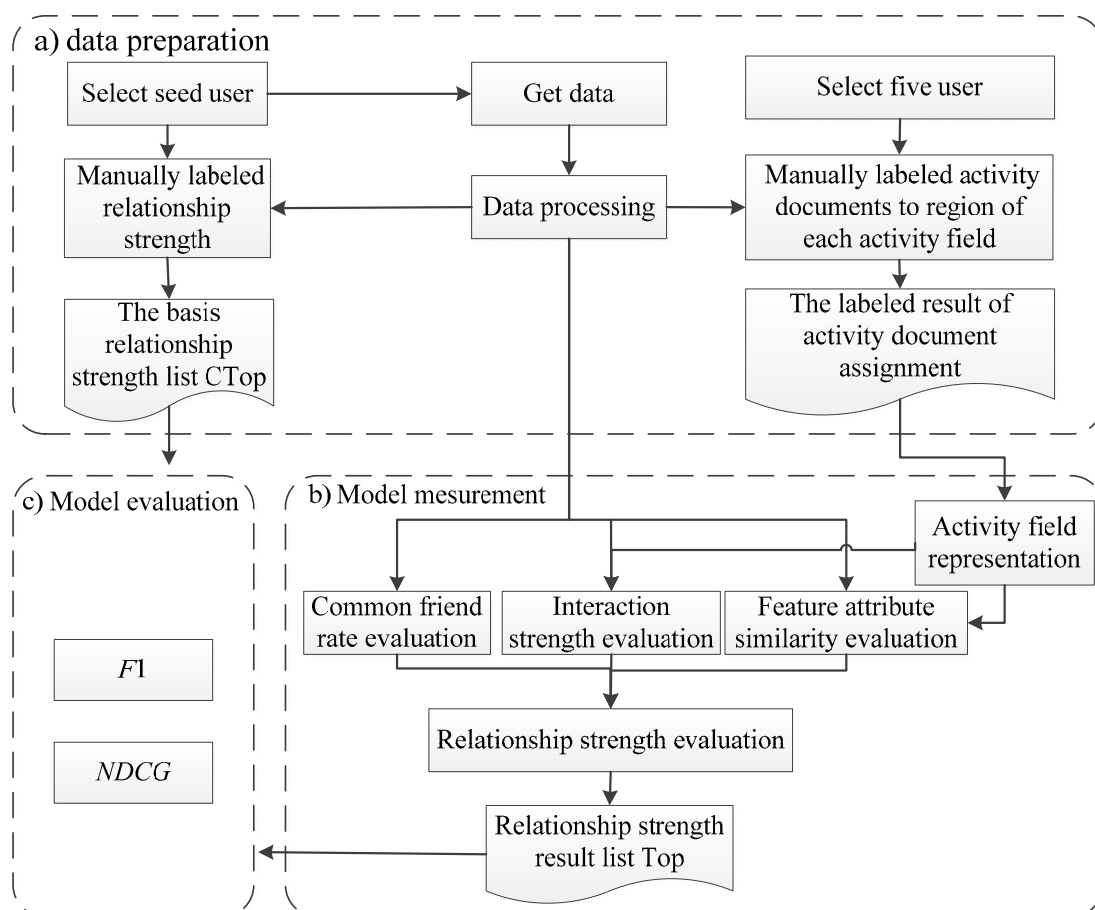 a) data preparation
Select seed user
Get data
Select five user
Manually labeled
relationship
strength
Data processing
Manually labeled activity
documents to region of
each activity field
The basis
relationship
strength list CTop
The labeled result of
activity document
assignment
c) Model evaluation
F1
NDCG
b) Model mesurement
Activity field
representation
Common friend
rate evaluation
Interaction
strength evaluation
Feature attribute
similarity evaluation
Relationship strength evaluation
Relationship strength
result list Top